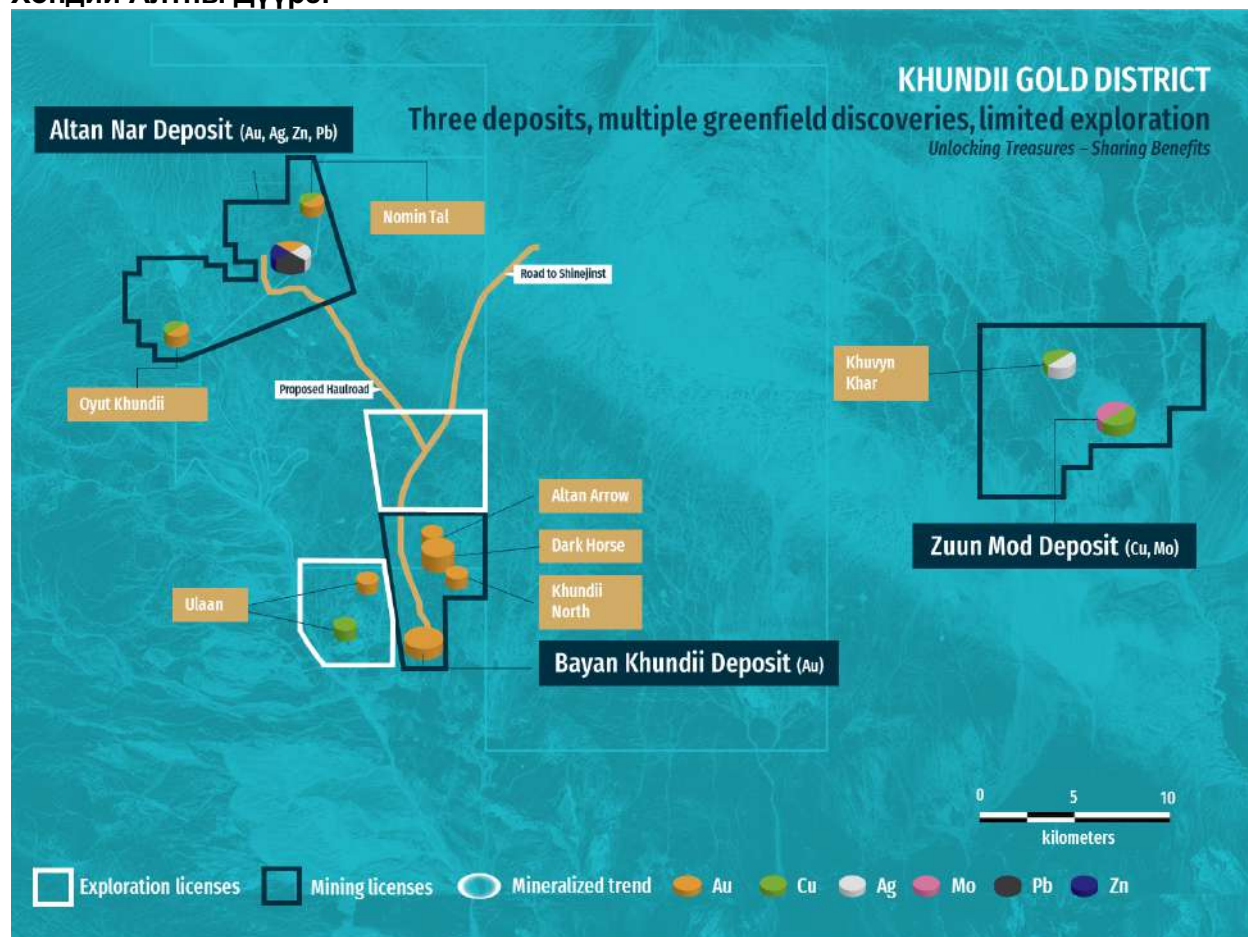 KHUNDII GOLD DISTRICT
Three deposits, multiple greenfield discoveries, limited exploration
Unlocking Treasures – Sharing Benefits
Altan Nar Deposit (Au, Ag, Zn, Pb)
Nomin Tal
Road to Shinejinst
Proposed Haulroad
Oyut Khundii
Khuvyn
Khar
Altan Arrow
Dark Horse
Khundii
North
Ulaan
Zuun Mod Deposit (Cu, Mo)
Bayan Khundii Deposit (Au)
0 5 10
kilometers
Exploration licenses Mining licenses Mineralized trend Au Cu Ag Mo Pb Zn